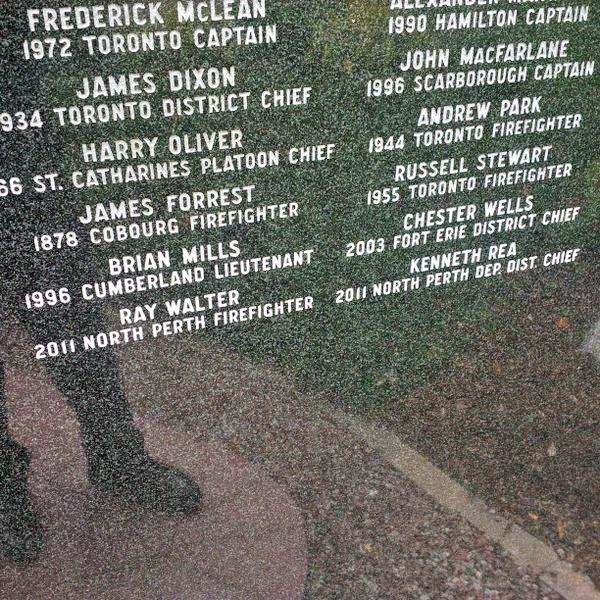 FREDERICK McLEAN
1972 TORONTO CAPTAIN
JAMES DIXON
934 TORONTO DISTRICT CHIEF
HARRY OLIVER
66 ST. CATHARINES PLATOON CHIEF
JAMES FORREST
1878 COBOURG FIREFIGHTER
BRIAN MILLS
1996 CUMBERLAND LIEUTENANT
RAY WALTER
2011 NORTH PERTH FIREFIGHTER
1990 HAMILTON CAPTAIN
JOHN MACFARLANE
1996 SCARBOROUGH CAPTAIN
ANDREW PARK
1944 TORONTO FIREFIGHTER
RUSSELL STEWART
1955 TORONTO FIREFIGHTER
CHESTER WELLS
2003 FORT ERIE DISTRICT CHIEF
KENNETH REA
2011 NORTH PERTH DEP. DIST. CHIEF